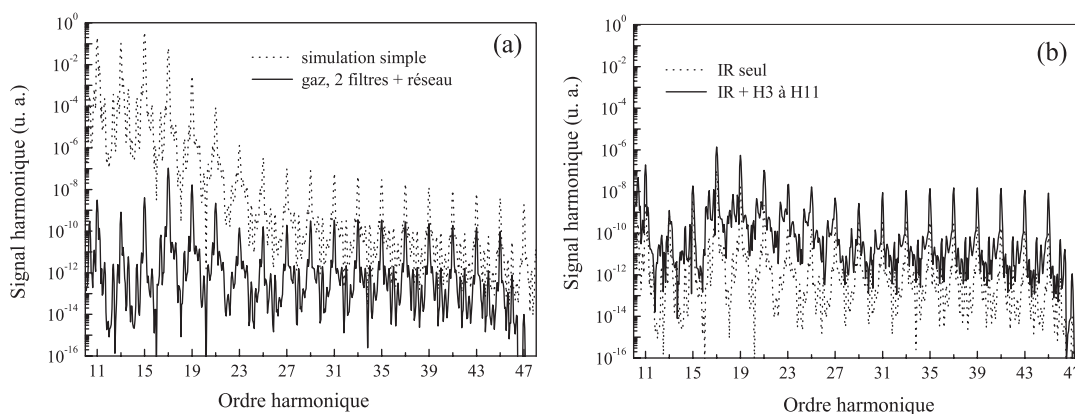 (a)
simulation simple
gaz, 2 filtres + réseau
Signal harmonique (u. a.)
10^0
10^-2
10^-4
10^-6
10^-8
10^-10
10^-12
10^-14
10^-16
11 15 19 23 27 31 35 39 43 47
Ordre harmonique
(b)
IR seul
IR + H3 à H11
Signal harmonique (u. a.)
10^0
10^-2
10^-4
10^-6
10^-8
10^-10
10^-12
10^-14
10^-16
11 15 19 23 27 31 35 39 43 47
Ordre harmonique